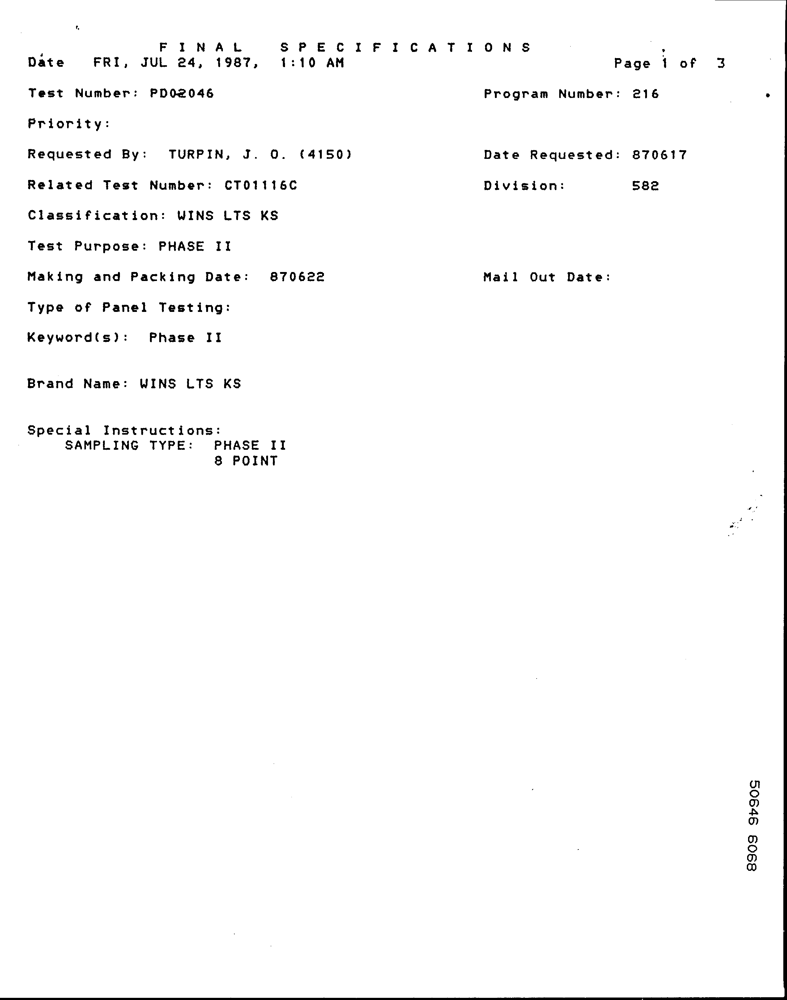 F I N A L   S P E C I F I C A T I O N S
Date   FRI, JUL 24, 1987,  1:10 AM   Page 1 of 3
Test Number: PD02046   Program Number: 216
Priority:
Requested By:  TURPIN, J. O. (4150)   Date Requested: 870617
Related Test Number: CT01116C   Division:   582
Classification: WINS LTS KS
Test Purpose: PHASE II
Making and Packing Date:  870622   Mail Out Date:
Type of Panel Testing:
Keyword(s):  Phase II
Brand Name: WINS LTS KS
Special Instructions:
SAMPLING TYPE:  PHASE II
8 POINT
50646 6068